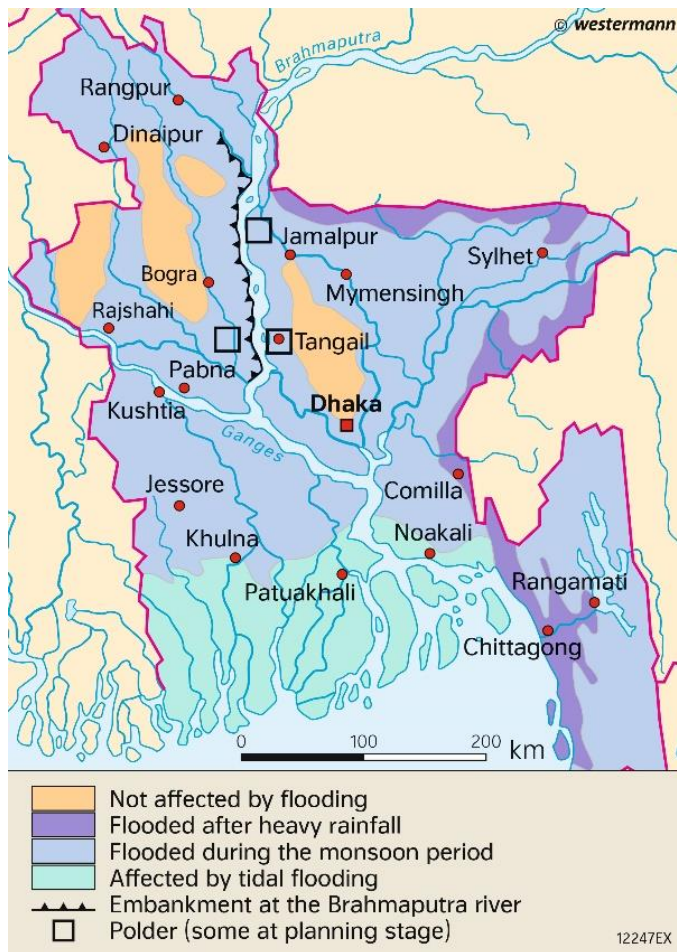 © westermann
Brahmaputra
Rangpur
Dinaipur
Jamalpur
Sylhet
Bogra
Mymensingh
Rajshahi
Tangail
Pabna
Kushtia
Dhaka
Ganges
Jessore
Comilla
Khulna
Noakali
Patuakhali
Rangamati
Chittagong
0 100 200 km
Not affected by flooding
Flooded after heavy rainfall
Flooded during the monsoon period
Affected by tidal flooding
Embankment at the Brahmaputra river
Polder (some at planning stage)
12247EX